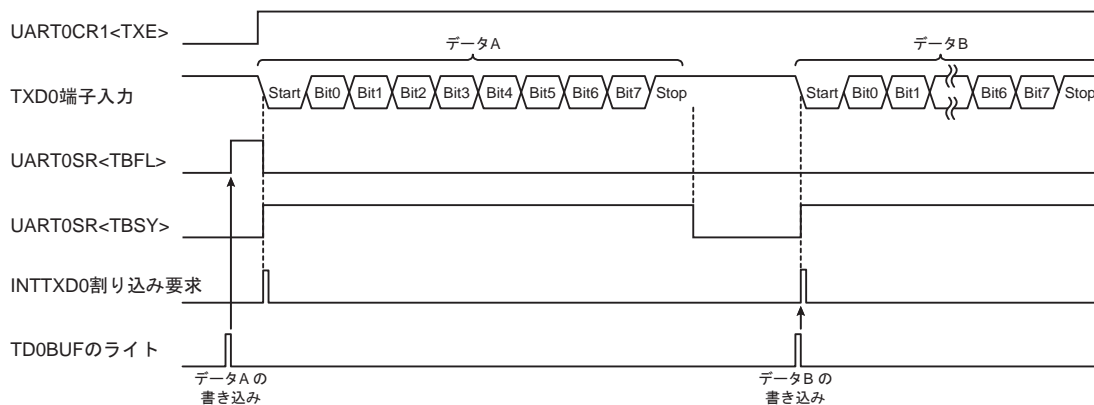 UART0CR1<TXE>
データA
データB
TXD0端子入力
Start Bit0 Bit1 Bit2 Bit3 Bit4 Bit5 Bit6 Bit7 Stop
Start Bit0 Bit1 Bit6 Bit7 Stop
UART0SR<TBFL>
UART0SR<TBSY>
INTTXD0割り込み要求
TD0BUFのライト
データA の
書き込み
データB の
書き込み